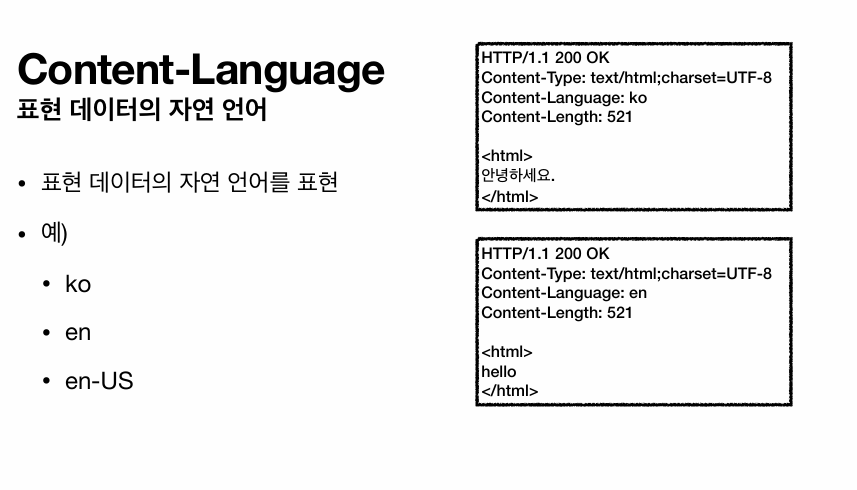 Content-Language
표현 데이터의 자연 언어
• 표현 데이터의 자연 언어를 표현
• 예)
• ko
• en
• en-US
HTTP/1.1 200 OK
Content-Type: text/html;charset=UTF-8
Content-Language: ko
Content-Length: 521

<html>
안녕하세요.
</html>
HTTP/1.1 200 OK
Content-Type: text/html;charset=UTF-8
Content-Language: en
Content-Length: 521

<html>
hello
</html>